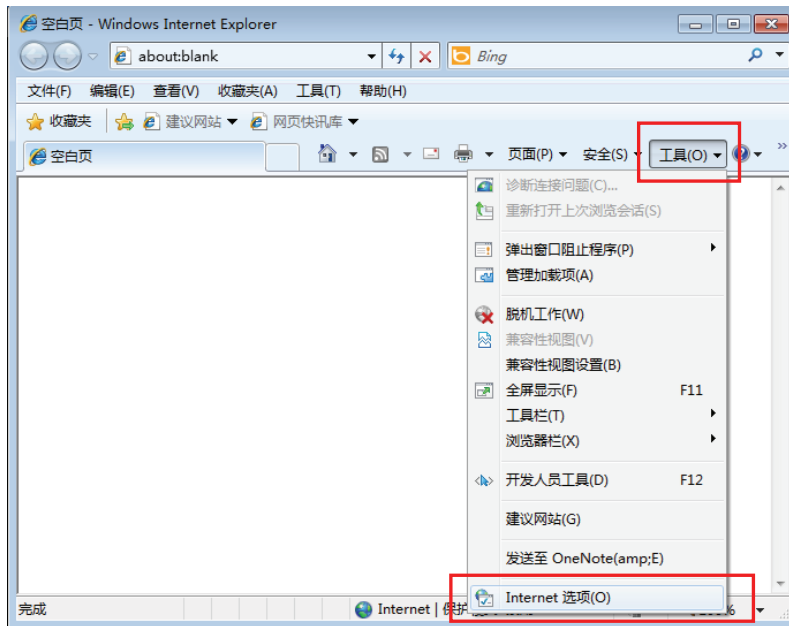 空白页 - Windows Internet Explorer
about:blank
Bing
文件(F) 编辑(E) 查看(V) 收藏夹(A) 工具(T) 帮助(H)
收藏夹 建议网站 网页快讯库
空白页 页面(P) 安全(S) 工具(O)
诊断连接问题(C)...
重新打开上次浏览会话(S)
弹出窗口阻止程序(P)
管理加载项(A)
脱机工作(W)
兼容性视图(V)
兼容性视图设置(B)
全屏显示(F) F11
工具栏(T)
浏览器栏(X)
开发人员工具(D) F12
建议网站(G)
发送至 OneNote(amp;E)
Internet 选项(O)
完成 Internet |